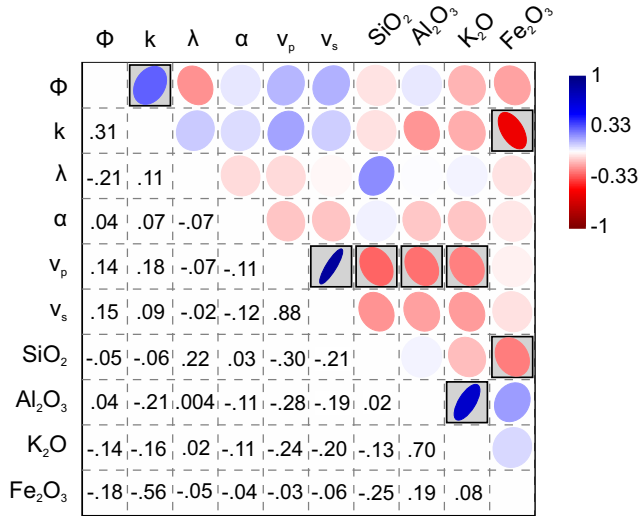 Φ k λ α vp vs SiO2 Al2O3 K2O Fe2O3
Φ
k .31
λ -.21 .11
α .04 .07 -.07
vp .14 .18 -.07 -.11
vs .15 .09 -.02 -.12 .88
SiO2 -.05 -.06 .22 .03 -.30 -.21
Al2O3 .04 -.21 .004 -.11 -.28 -.19 .02
K2O -.14 -.16 .02 -.11 -.24 -.20 -.13 .70
Fe2O3 -.18 -.56 -.05 -.04 -.03 -.06 -.25 .19 .08
1
0.33
-0.33
-1